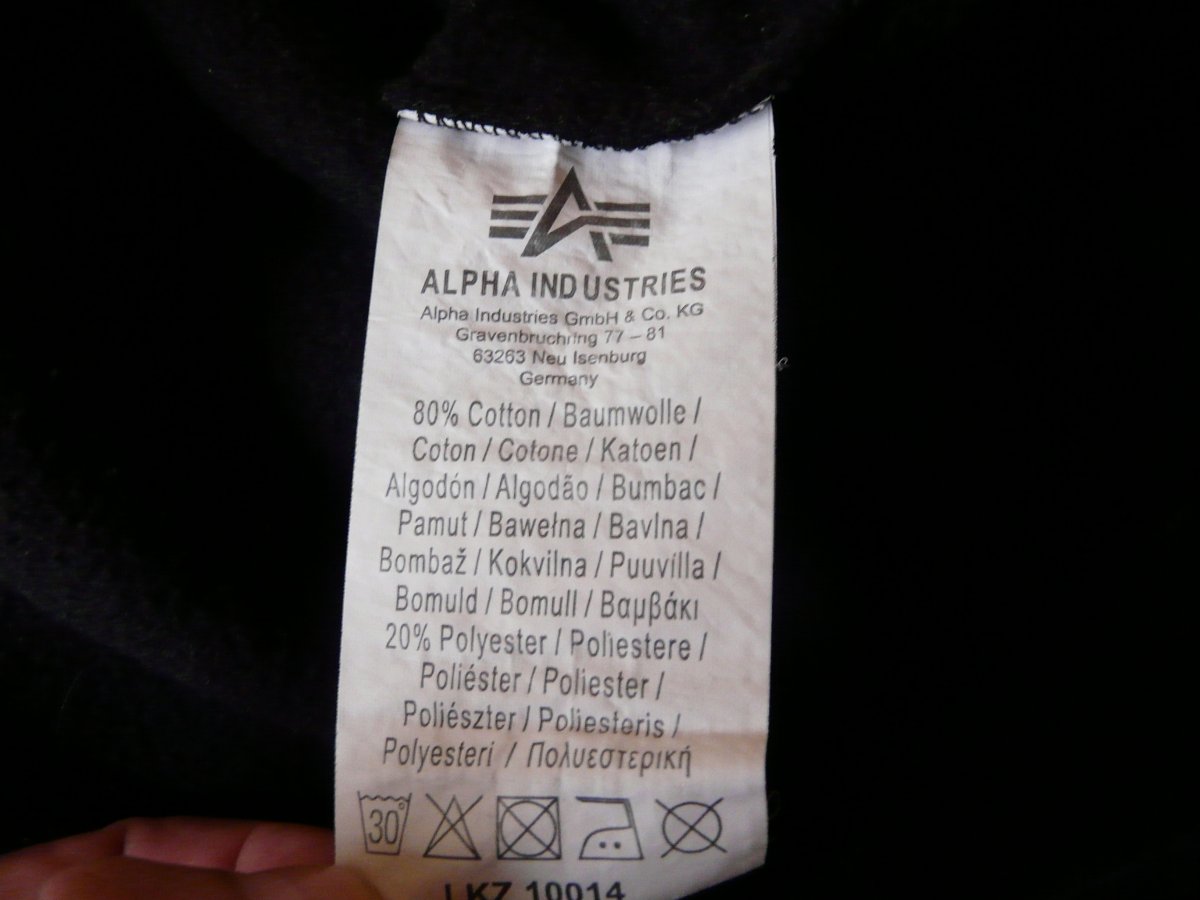 ALPHA INDUSTRIES
Alpha Industries GmbH & Co. KG
Gravenbruchring 77 – 81
63263 Neu Isenburg
Germany
80% Cotton / Baumwolle /
Coton / Cotone / Katoen /
Algodón / Algodão / Bumbac /
Pamut / Bawełna / Bavlna /
Bombaž / Kokvilna / Puuvilla /
Bomuld / Bomull / Βαμβάκι
20% Polyester / Poliestere /
Poliéster / Poliester /
Poliészter / Poliesteris /
Polyesteri / Πολυεστερική
30°
LKZ 10014